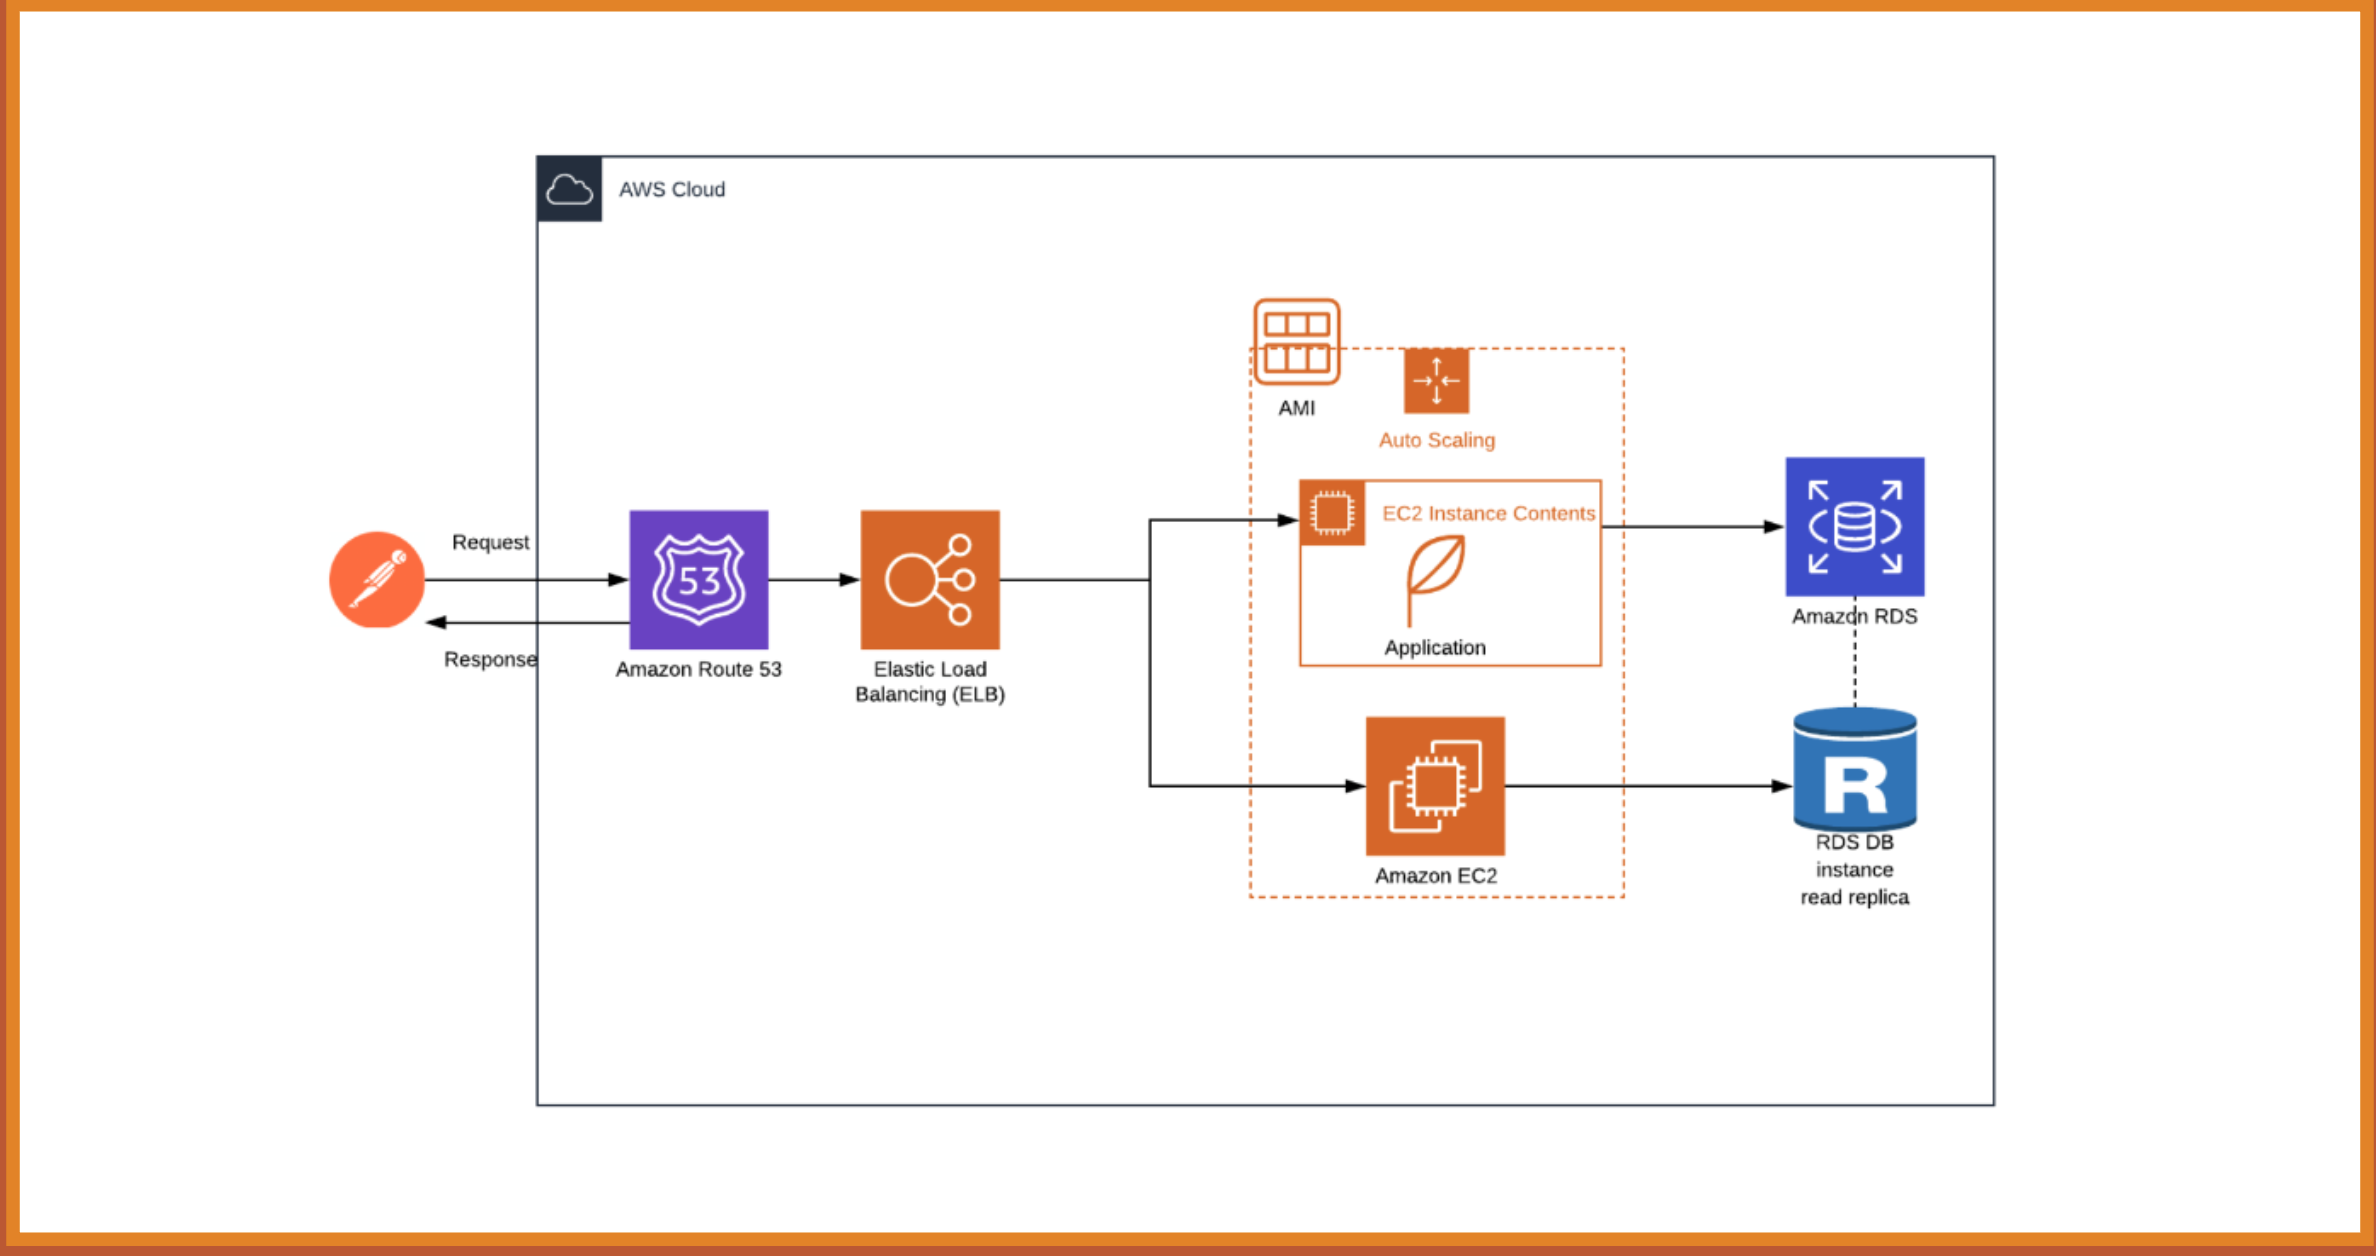 AWS Cloud
AMI
Auto Scaling
EC2 Instance Contents
Application
Request
Response
53
Amazon Route 53
Elastic Load
Balancing (ELB)
Amazon RDS
Amazon EC2
R
RDS DB
instance
read replica